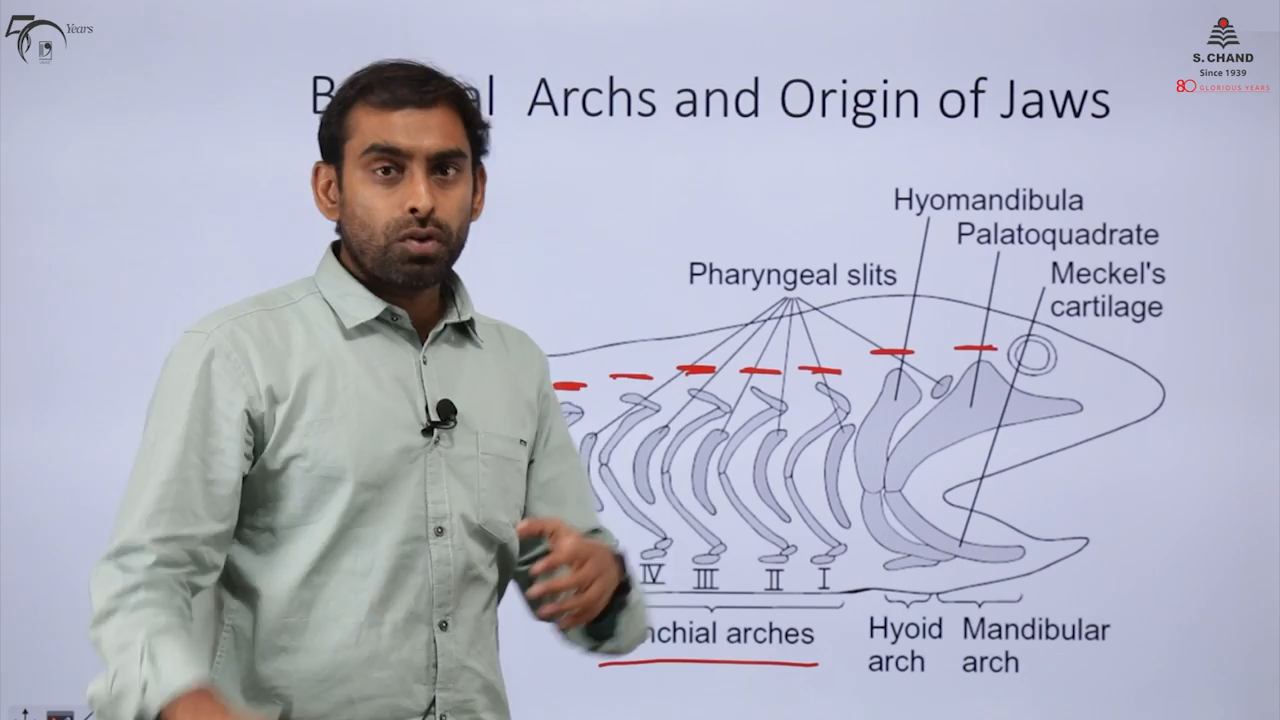 Years
S. CHAND
Since 1939
80 GLORIOUS YEARS
Archs and Origin of Jaws
Hyomandibula
Palatoquadrate
Pharyngeal slits
Meckel's
cartilage
IV III II I
arches
Hyoid
arch
Mandibular
arch